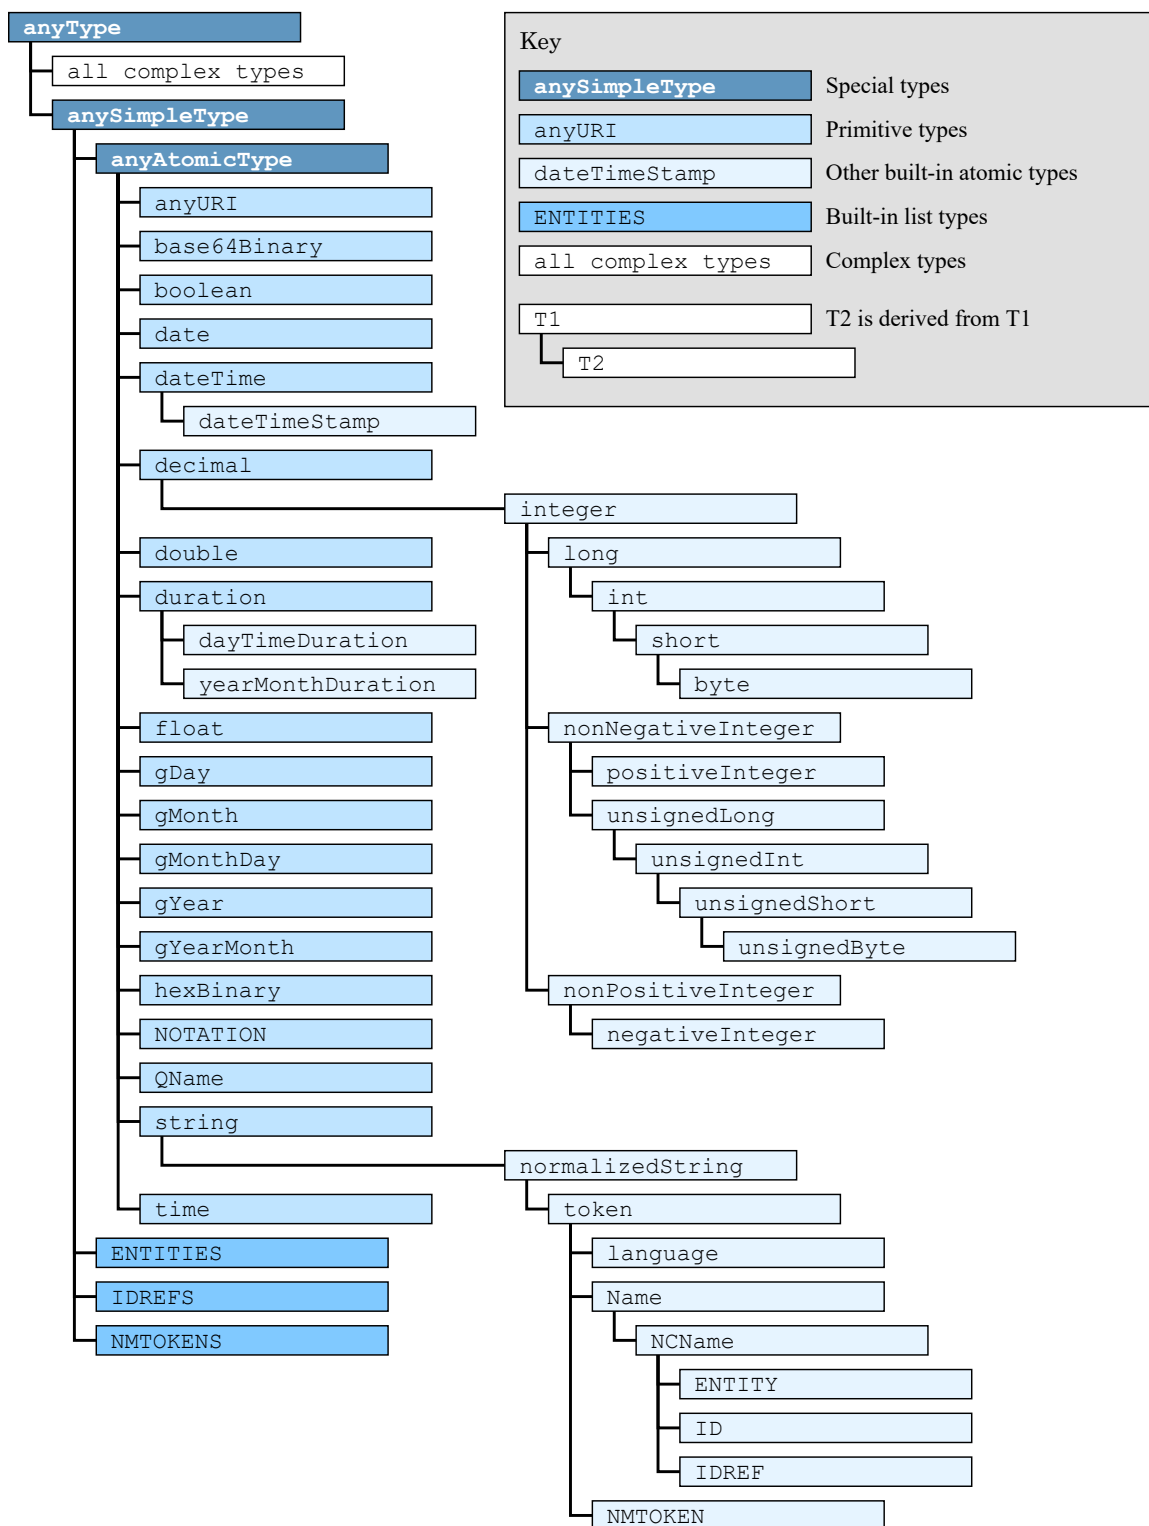 anyType
all complex types
anySimpleType
anyAtomicType
anyURI
base64Binary
boolean
date
dateTime
dateTimeStamp
decimal
integer
long
int
short
byte
nonNegativeInteger
positiveInteger
unsignedLong
unsignedInt
unsignedShort
unsignedByte
nonPositiveInteger
negativeInteger
double
duration
dayTimeDuration
yearMonthDuration
float
gDay
gMonth
gMonthDay
gYear
gYearMonth
hexBinary
NOTATION
QName
string
normalizedString
token
language
Name
NCName
ENTITY
ID
IDREF
NMTOKEN
time
ENTITIES
IDREFS
NMTOKENS
Key
anySimpleType Special types
anyURI Primitive types
dateTimeStamp Other built-in atomic types
ENTITIES Built-in list types
all complex types Complex types
T1 T2 is derived from T1
T2